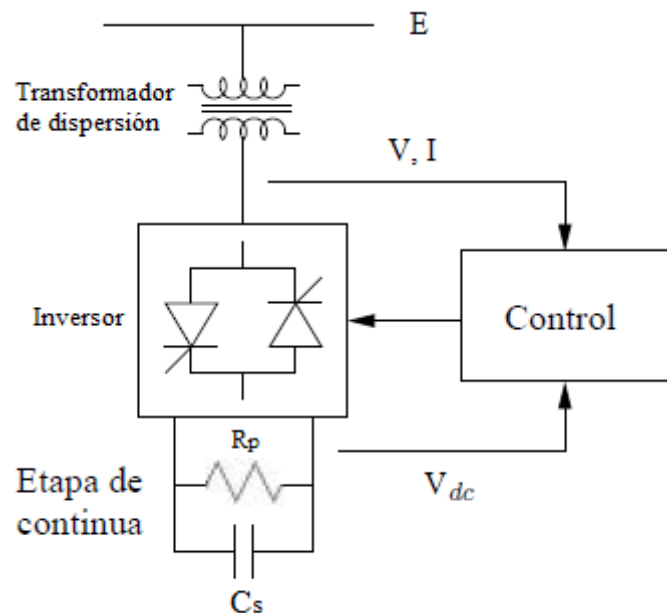 E
Transformador
de dispersión
V, I
Inversor
Control
Rp
Etapa de
continua
Vdc
Cs